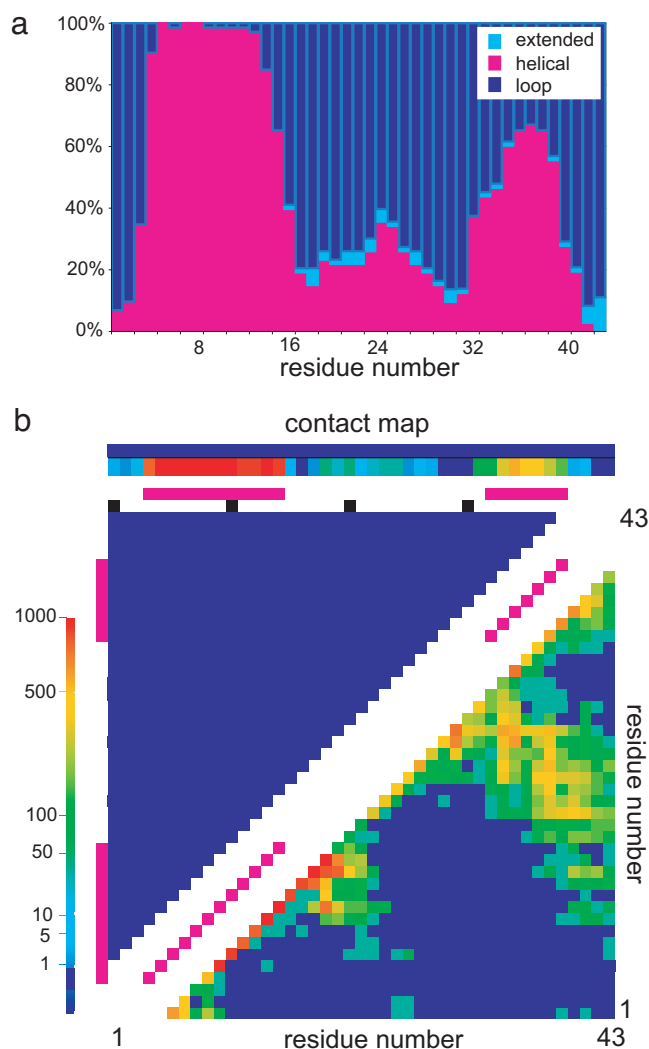 a
100%
80%
60%
40%
20%
0%
extended
helical
loop
8
16
24
32
40
residue number
b
contact map
43
1000
500
100
50
10
5
1
residue number
1
1
residue number
43